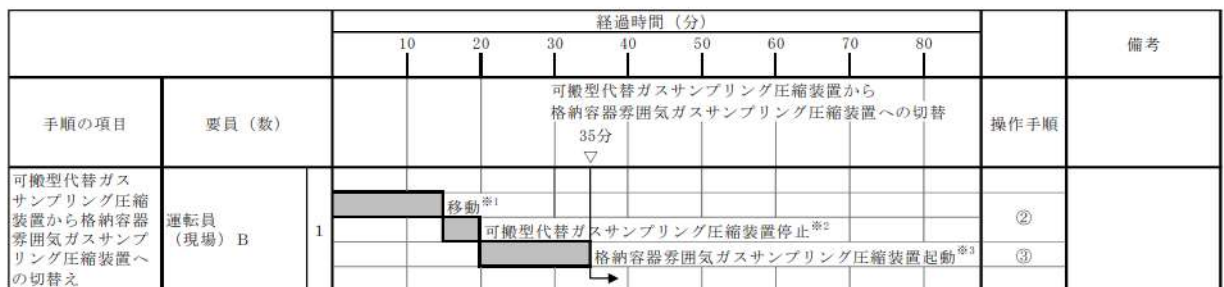 経過時間（分）
10 20 30 40 50 60 70 80
備考
手順の項目
要員（数）
可搬型代替ガスサンプリング圧縮装置から
格納容器雰囲気ガスサンプリング圧縮装置への切替
35分
▽
操作手順
可搬型代替ガス
サンプリング圧縮
装置から格納容器
雰囲気ガスサンプ
リング圧縮装置へ
の切替え
運転員
（現場）B
1
移動※1
可搬型代替ガスサンプリング圧縮装置停止※2
②
格納容器雰囲気ガスサンプリング圧縮装置起動※3
③